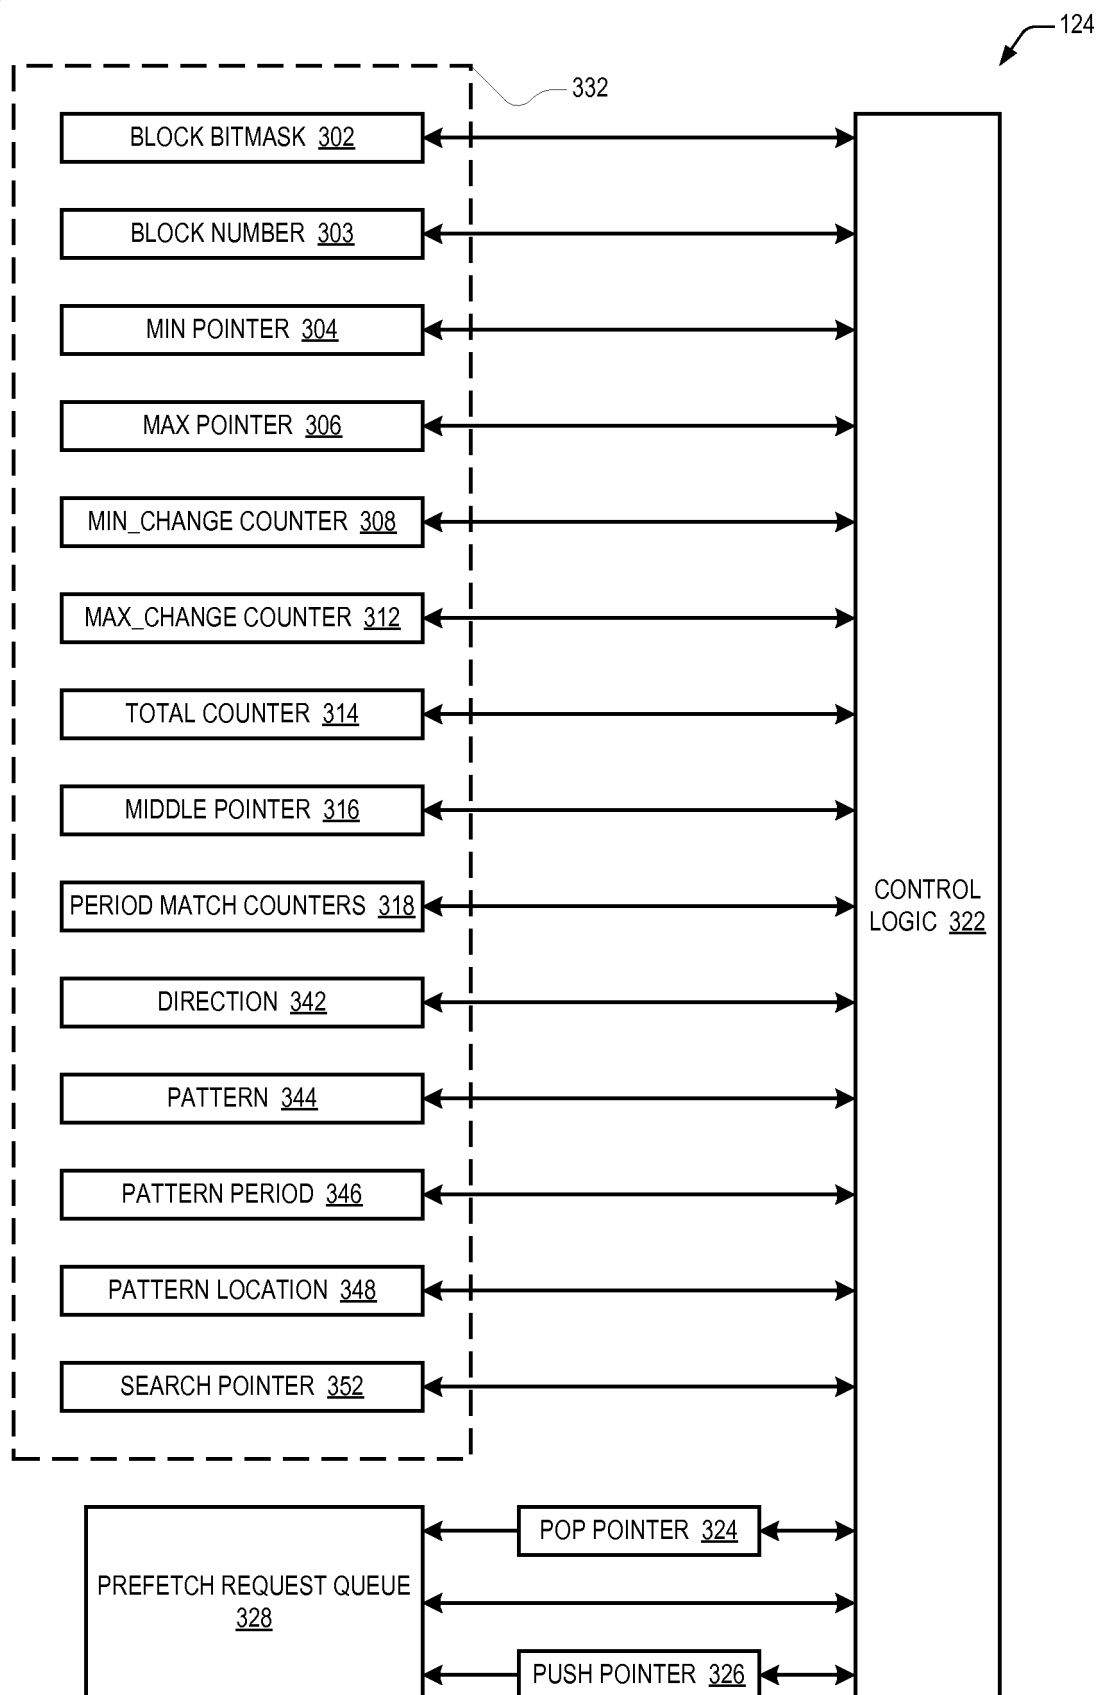 124
332
BLOCK BITMASK 302
BLOCK NUMBER 303
MIN POINTER 304
MAX POINTER 306
MIN_CHANGE COUNTER 308
MAX_CHANGE COUNTER 312
TOTAL COUNTER 314
MIDDLE POINTER 316
PERIOD MATCH COUNTERS 318
DIRECTION 342
PATTERN 344
PATTERN PERIOD 346
PATTERN LOCATION 348
SEARCH POINTER 352
CONTROL
LOGIC 322
POP POINTER 324
PREFETCH REQUEST QUEUE
328
PUSH POINTER 326